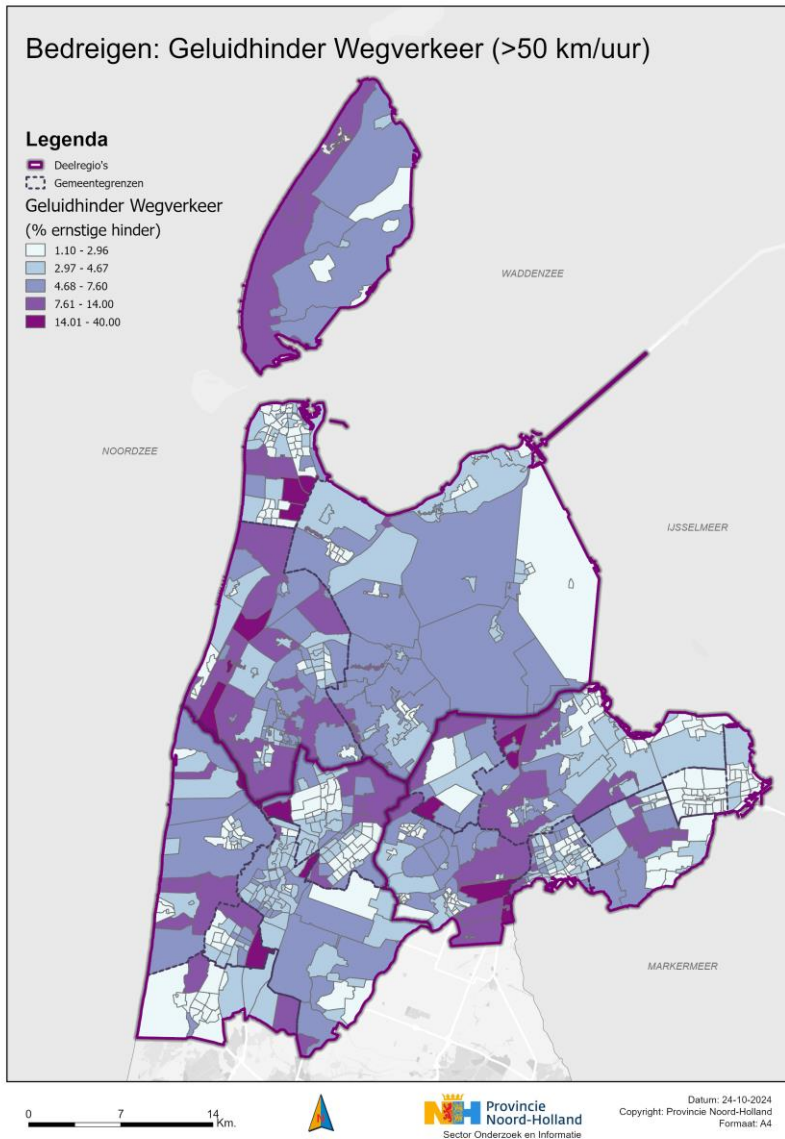 Bedreigen: Geluidhinder Wegverkeer (>50 km/uur)
Legenda
Deelregio's
Gemeentegrenzen
Geluidhinder Wegverkeer
(% ernstige hinder)
1.10 - 2.96
2.97 - 4.67
4.68 - 7.60
7.61 - 14.00
14.01 - 40.00
WADDENZEE
NOORDZEE
IJSSELMEER
MARKERMEER
0 7 14 Km.
N
Provincie
Noord-Holland
Sector Onderzoek en Informatie
Datum: 24-10-2024
Copyright: Provincie Noord-Holland
Formaat: A4